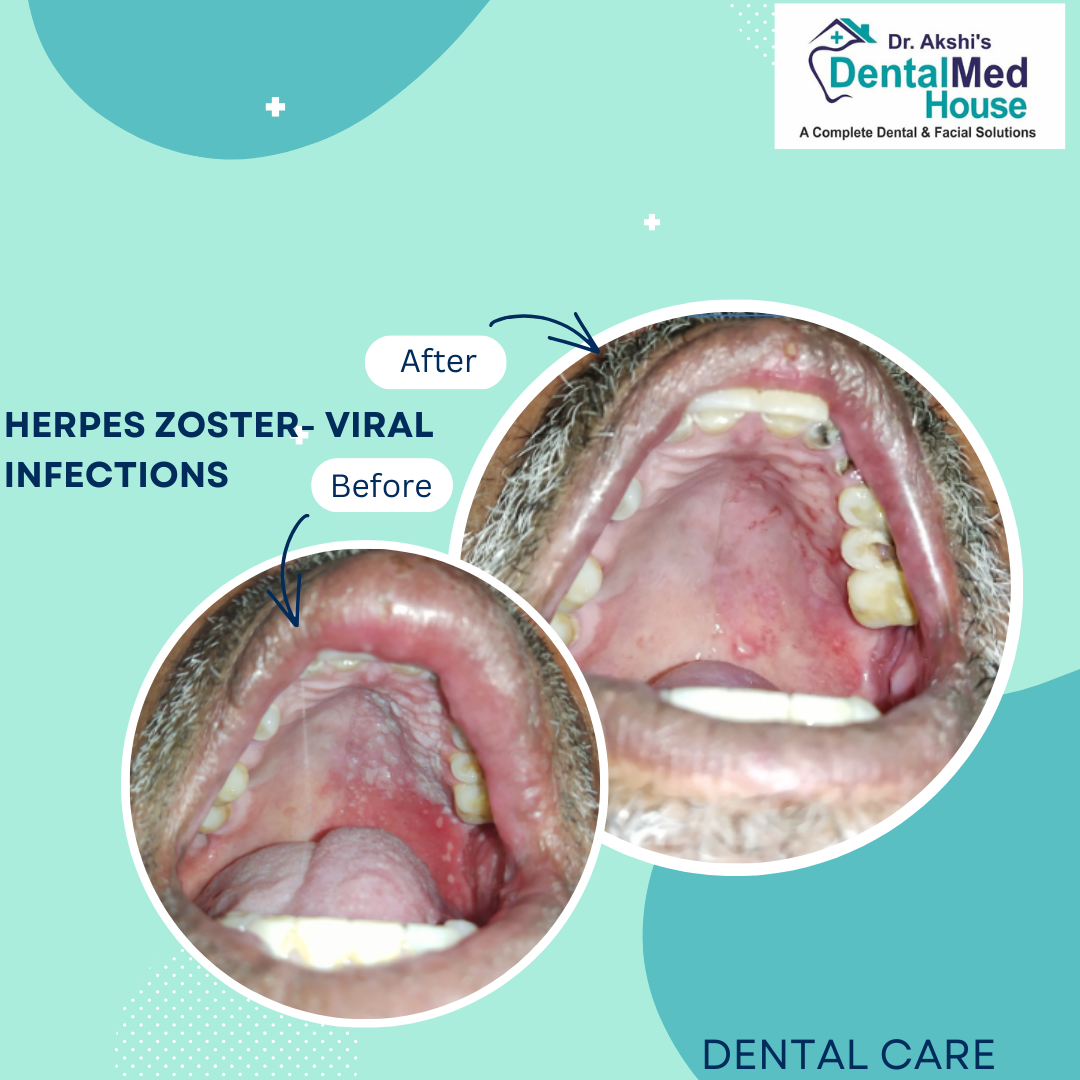 Dr. Akshi's
DentalMed
House
A Complete Dental & Facial Solutions
After
HERPES ZOSTER- VIRAL
INFECTIONS
Before
DENTAL CARE